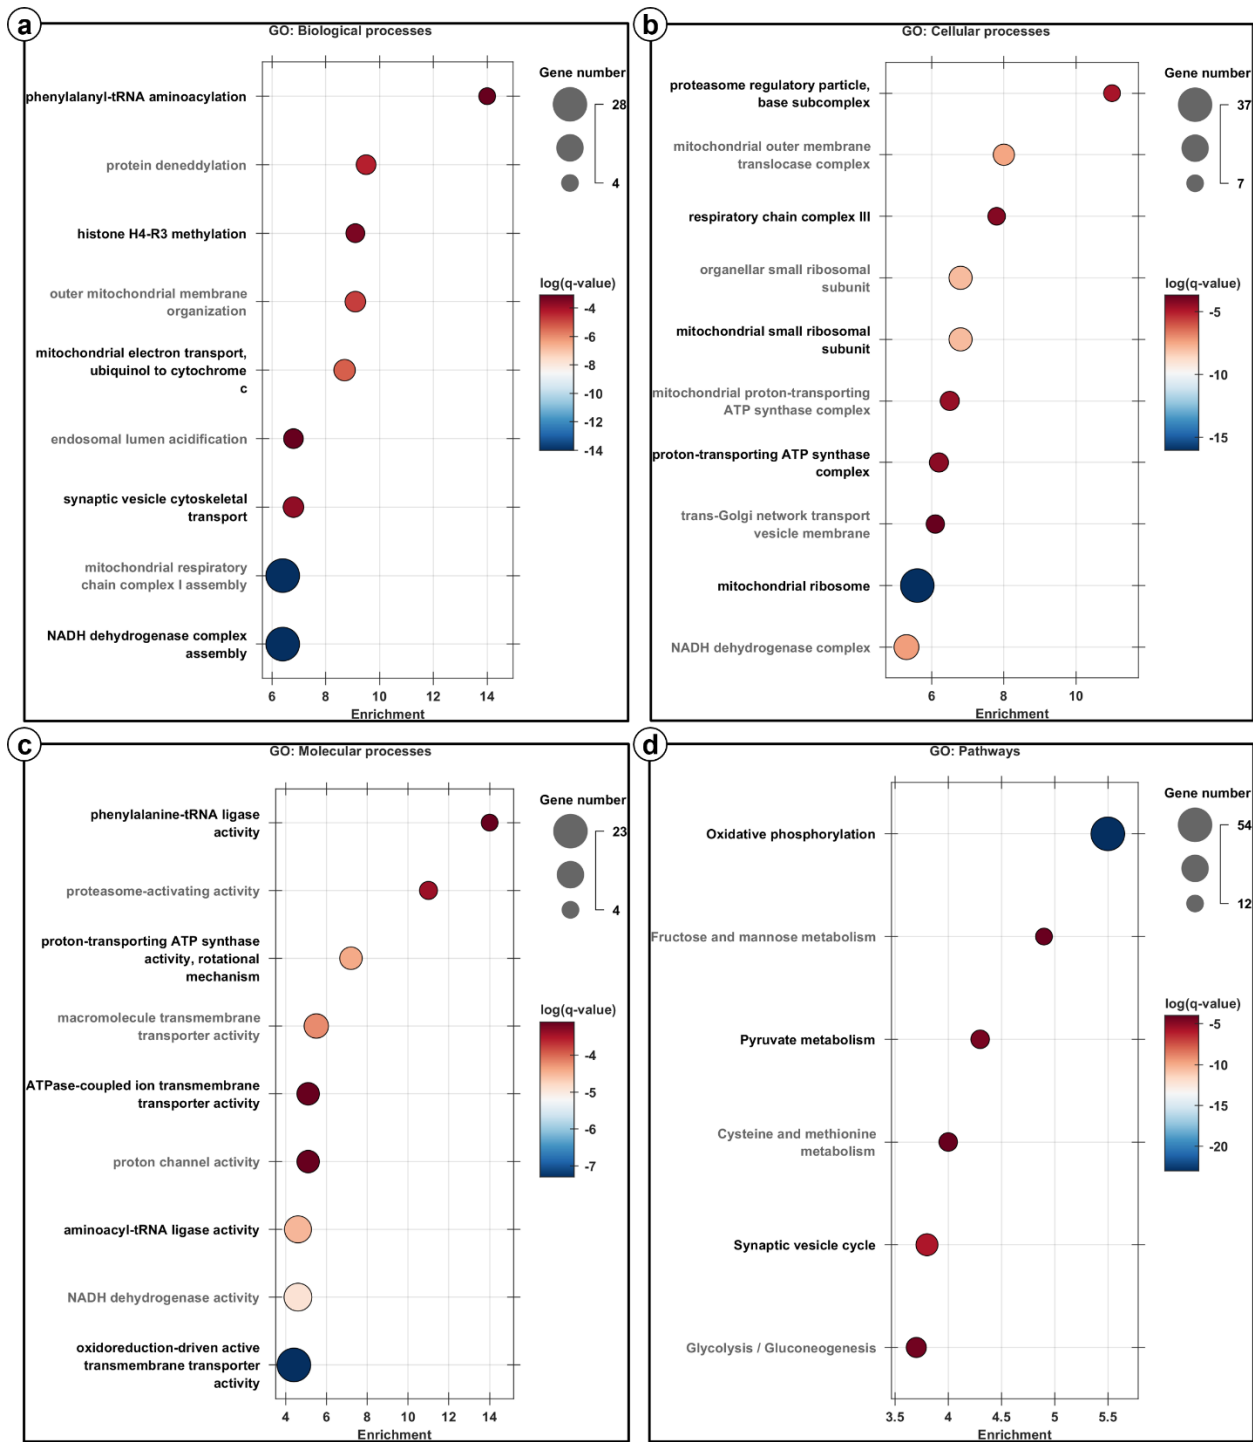 a
GO: Biological processes
phenylalanyl-tRNA aminoacylation
protein deneddylation
histone H4-R3 methylation
outer mitochondrial membrane
organization
mitochondrial electron transport,
ubiquinol to cytochrome
c
endosomal lumen acidification
synaptic vesicle cytoskeletal
transport
mitochondrial respiratory
chain complex I assembly
NADH dehydrogenase complex
assembly
6 8 10 12 14
Enrichment
Gene number
28
4
log(q-value)
-4
-6
-8
-10
-12
-14
b
GO: Cellular processes
proteasome regulatory particle,
base subcomplex
mitochondrial outer membrane
translocase complex
respiratory chain complex III
organellar small ribosomal
subunit
mitochondrial small ribosomal
subunit
mitochondrial proton-transporting
ATP synthase complex
proton-transporting ATP synthase
complex
trans-Golgi network transport
vesicle membrane
mitochondrial ribosome
NADH dehydrogenase complex
6 8 10
Enrichment
Gene number
37
7
log(q-value)
-5
-10
-15
c
GO: Molecular processes
phenylalanine-tRNA ligase
activity
proteasome-activating activity
proton-transporting ATP synthase
activity, rotational
mechanism
macromolecule transmembrane
transporter activity
ATPase-coupled ion transmembrane
transporter activity
proton channel activity
aminoacyl-tRNA ligase activity
NADH dehydrogenase activity
oxidoreduction-driven active
transmembrane transporter
activity
4 6 8 10 12 14
Enrichment
Gene number
23
4
log(q-value)
-4
-5
-6
-7
d
GO: Pathways
Oxidative phosphorylation
Fructose and mannose metabolism
Pyruvate metabolism
Cysteine and methionine
metabolism
Synaptic vesicle cycle
Glycolysis / Gluconeogenesis
3.5 4 4.5 5 5.5
Enrichment
Gene number
54
12
log(q-value)
-5
-10
-15
-20